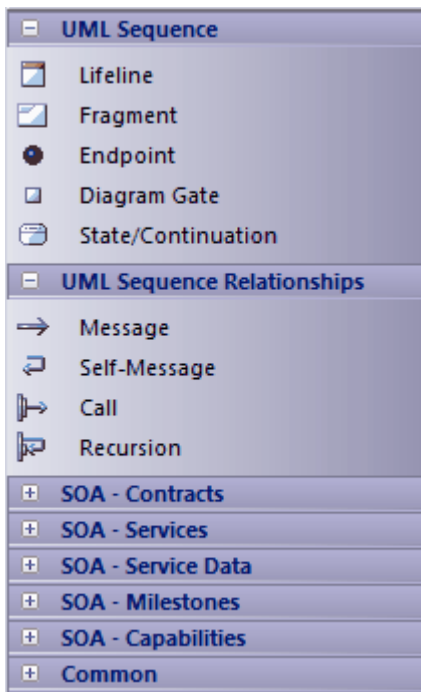 UML Sequence
Lifeline
Fragment
Endpoint
Diagram Gate
State/Continuation
UML Sequence Relationships
Message
Self-Message
Call
Recursion
SOA - Contracts
SOA - Services
SOA - Service Data
SOA - Milestones
SOA - Capabilities
Common